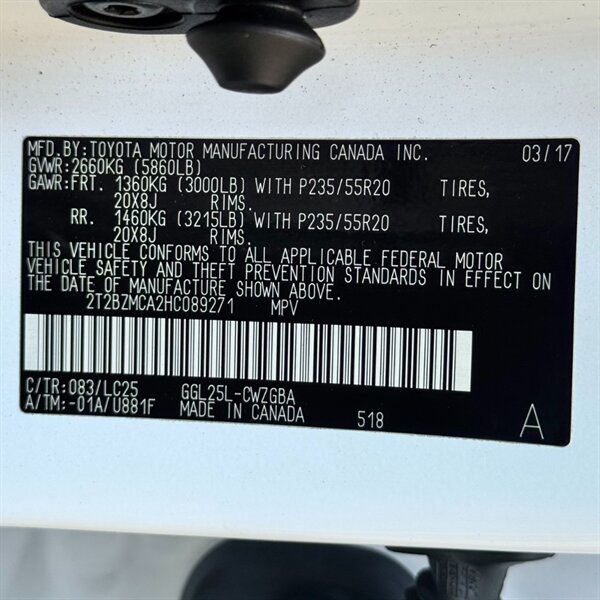 MFD.BY:TOYOTA MOTOR MANUFACTURING CANADA INC. 03/17
GVWR:2660KG (5860LB)
GAWR:FRT. 1360KG (3000LB) WITH P235/55R20 TIRES,
20X8J RIMS.
RR. 1460KG (3215LB) WITH P235/55R20 TIRES,
20X8J RIMS.
THIS VEHICLE CONFORMS TO ALL APPLICABLE FEDERAL MOTOR
VEHICLE SAFETY AND THEFT PREVENTION STANDARDS IN EFFECT ON
THE DATE OF MANUFACTURE SHOWN ABOVE.
2T2BZMCA2HC089271 MPV
C/TR:083/LC25 GGL25L-CWZGBA
A/TM:-01A/U881F MADE IN CANADA 518 A